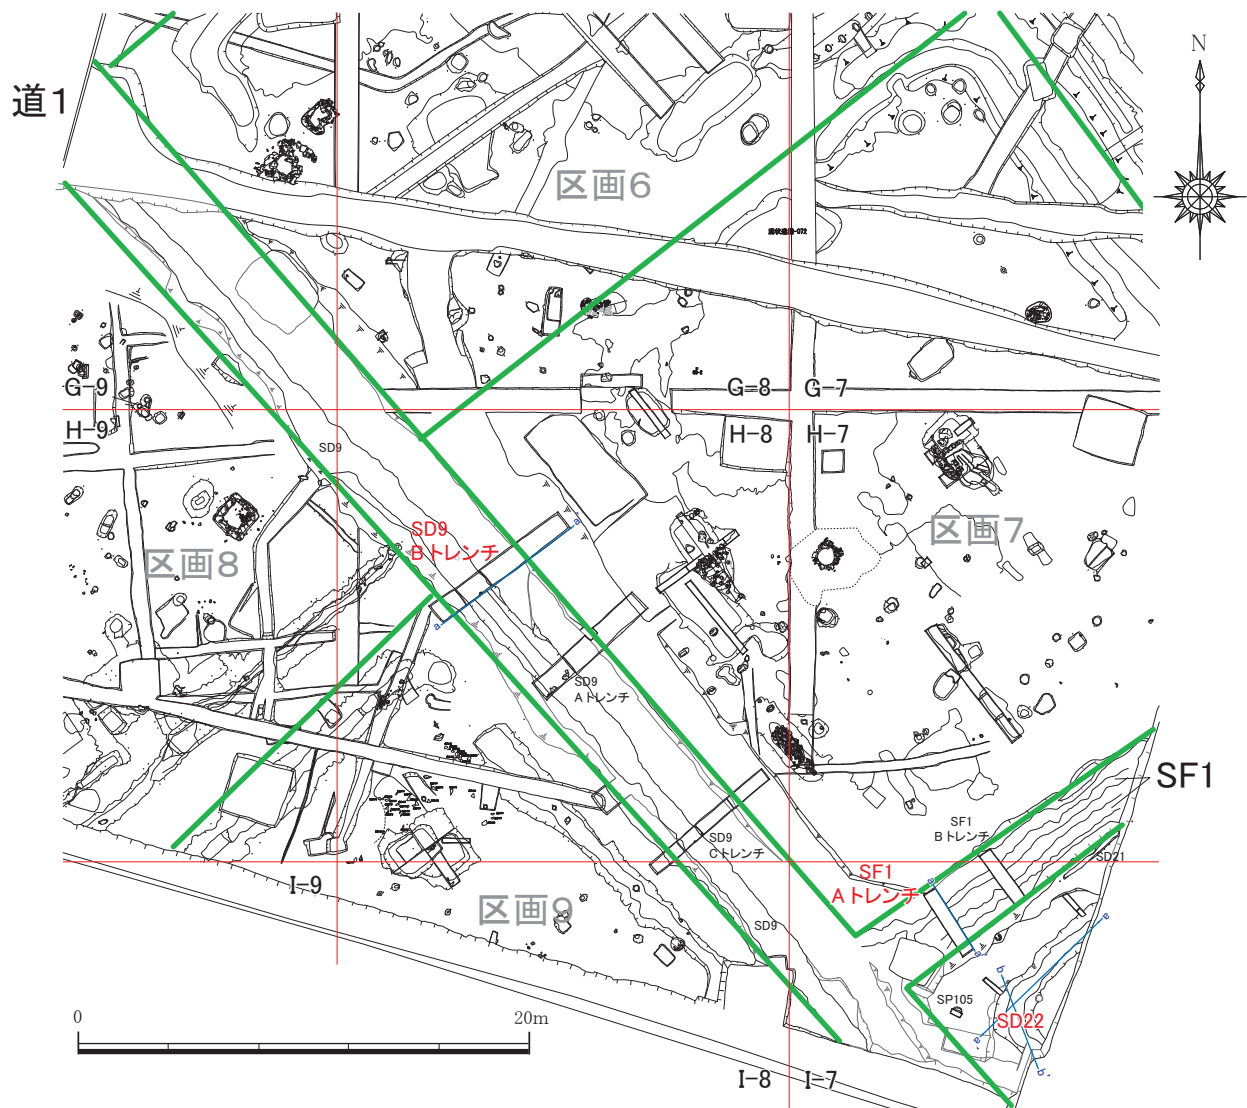 道1
N
区画6
G-9
G-8
G-7
H-9
H-8
H-7
SD9
SD9
Bトレンチ
a'
a
区画8
区画7
SD9
Aトレンチ
SF1
SF1
Bトレンチ
SD9
Cトレンチ
SD21
SF1
Aトレンチ
a
a'
I-9
区画9
SD9
a
b
SP105
SD22
a'
b'
0
20m
I-8
I-7